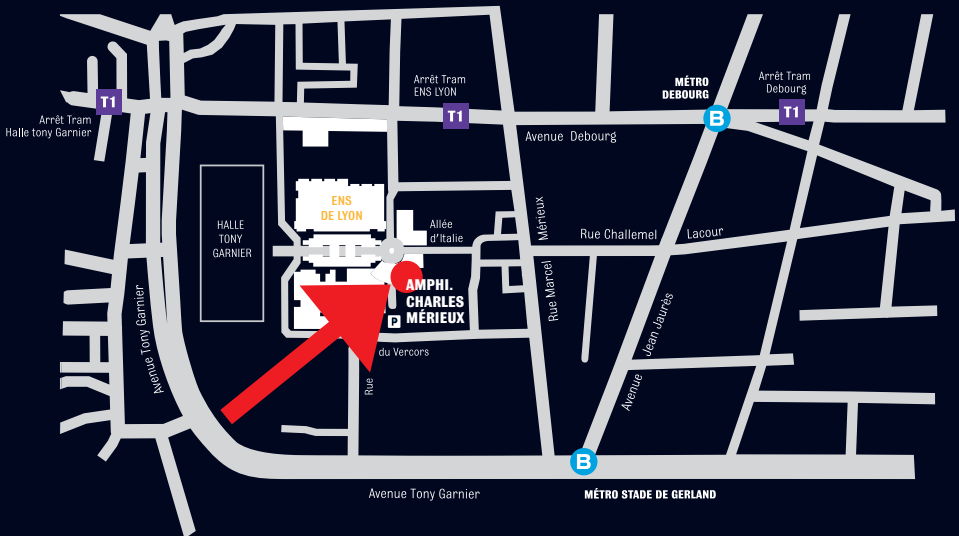 Arrêt Tram
ENS LYON
MÉTRO
DEBOURG
Arrêt Tram
Debourg
T1
Arrêt Tram
Halle tony Garnier
T1
B
T1
Avenue Debourg
ENS
DE LYON
HALLE
TONY
GARNIER
Allée
d'Italie
Mérieux
Rue Marcel
Rue Challemel
Lacour
AMPHI.
CHARLES
MÉRIEUX
P
Avenue Tony Garnier
Avenue Jean Jaurès
du Vercors
Rue
B
Avenue Tony Garnier
MÉTRO STADE DE GERLAND